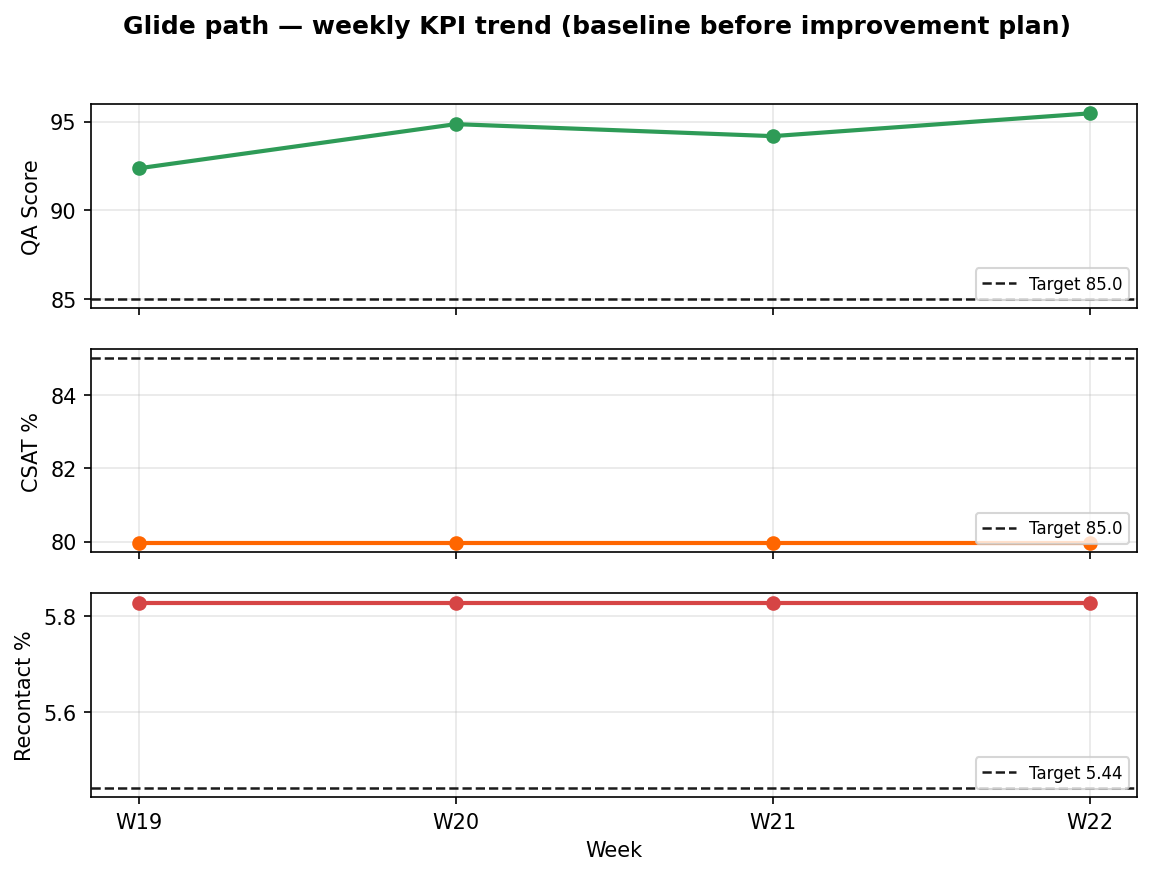 Glide path — weekly KPI trend (baseline before improvement plan)
QA Score
95
90
85
Target 85.0
CSAT %
84
82
80
Target 85.0
Recontact %
5.8
5.6
Target 5.44
W19 W20 W21 W22
Week